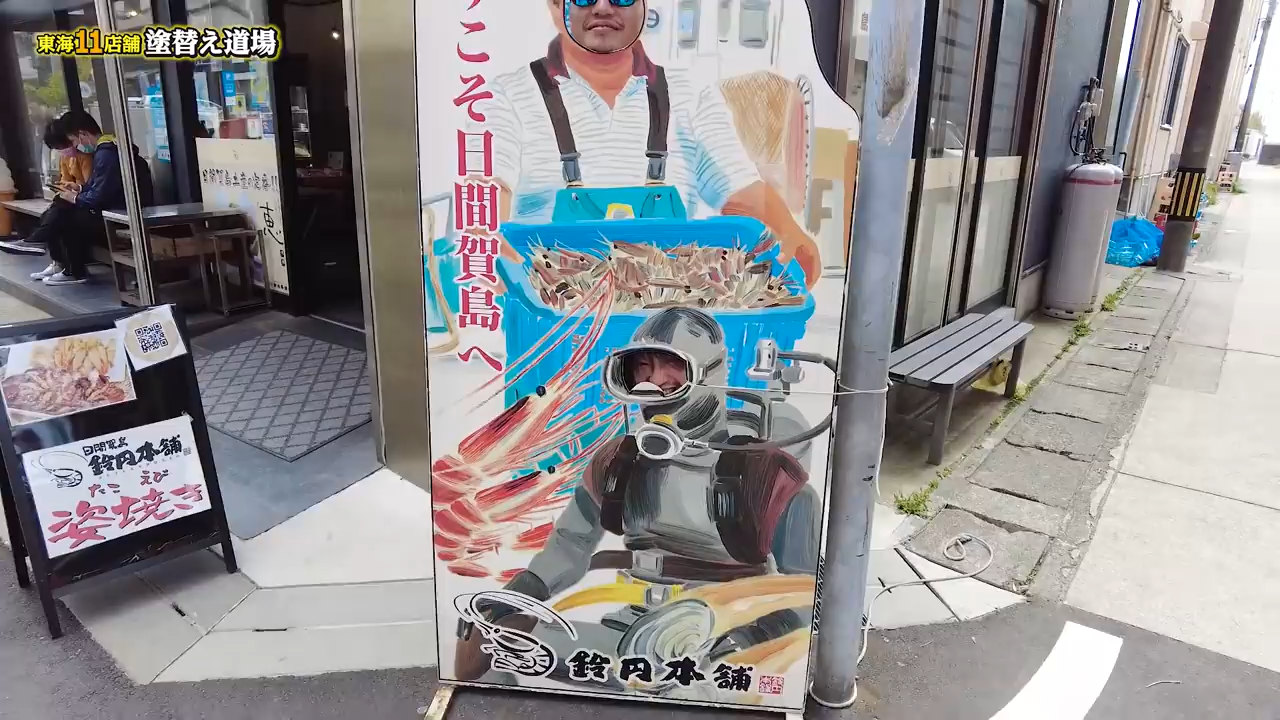 東海11店舗 塗替え道場
こそ日間賀島へ
日間賀島
鈴円本舗
たこ えび
姿焼き
鈴円本舗